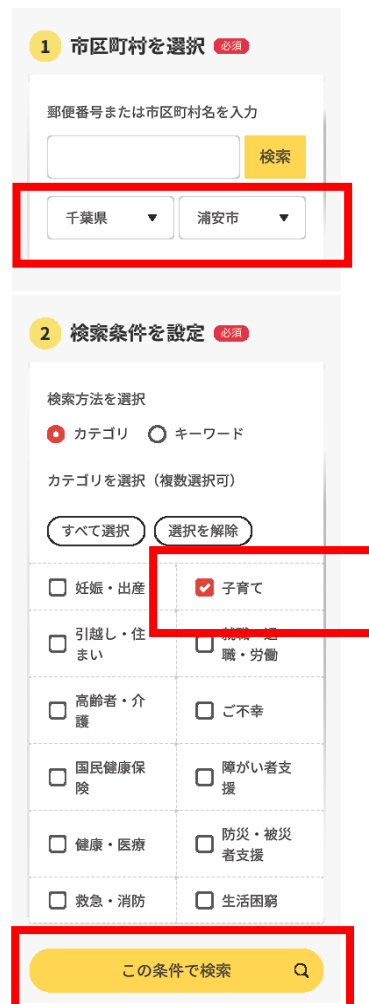 1 市区町村を選択 必須
郵便番号または市区町村名を入力
検索
千葉県 ▼ 浦安市 ▼
2 検索条件を設定 必須
検索方法を選択
カテゴリ キーワード
カテゴリを選択（複数選択可）
すべて選択 選択を解除
妊娠・出産 子育て
引越し・住まい
就職・退職・労働
高齢者・介護
ご不幸
国民健康保険
障がい者支援
健康・医療
防災・被災者支援
救急・消防 生活困窮
この条件で検索